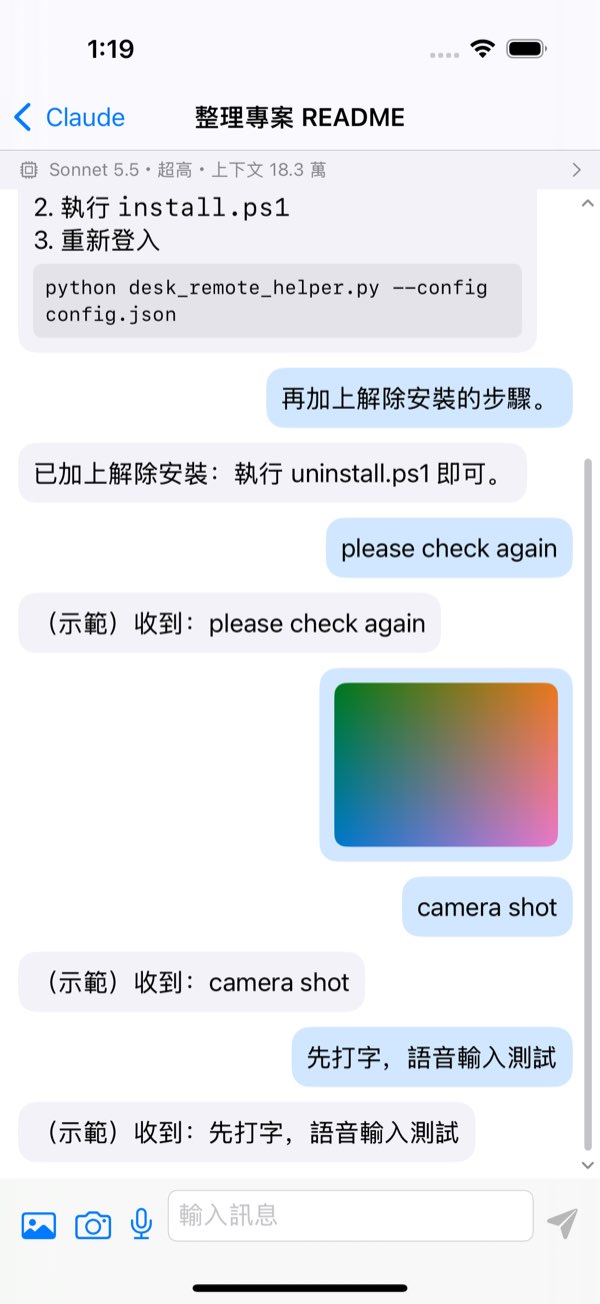 1:19
Claude
整理專案 README
Sonnet 5.5・超高・上下文 18.3 萬
2. 執行 install.ps1
3. 重新登入
python desk_remote_helper.py --config
config.json
再加上解除安裝的步驟。
已加上解除安裝：執行 uninstall.ps1 即可。
please check again
（示範）收到：please check again
camera shot
（示範）收到：camera shot
先打字，語音輸入測試
（示範）收到：先打字，語音輸入測試
輸入訊息